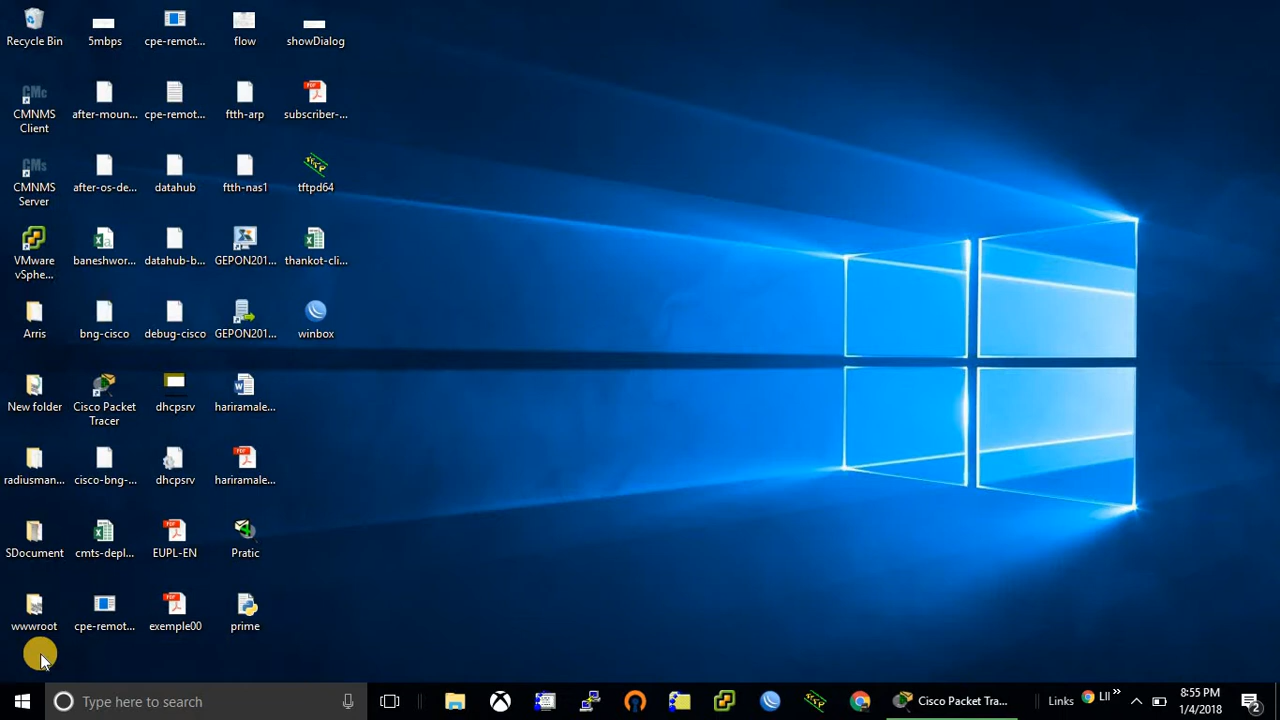 Recycle Bin
5mbps
cpe-remot...
flow
showDialog
CMc
CMNMS
Client
after-moun...
cpe-remot...
ftth-arp
subscriber-...
CMs
CMNMS
Server
after-os-de...
datahub
ftth-nas1
tftpd64
VMware
vSphe...
baneshwor...
datahub-b...
GEPON201...
thankot-cli...
Arris
bng-cisco
debug-cisco
GEPON201...
winbox
New folder
Cisco Packet
Tracer
dhcpsrv
hariramale...
radiusman...
cisco-bng-...
dhcpsrv
hariramale...
SDocument
cmts-depl...
EUPL-EN
Pratic
wwwroot
cpe-remot...
exemple00
prime
Type here to search
Cisco Packet Tra...
Links
LII
8:55 PM
1/4/2018
2